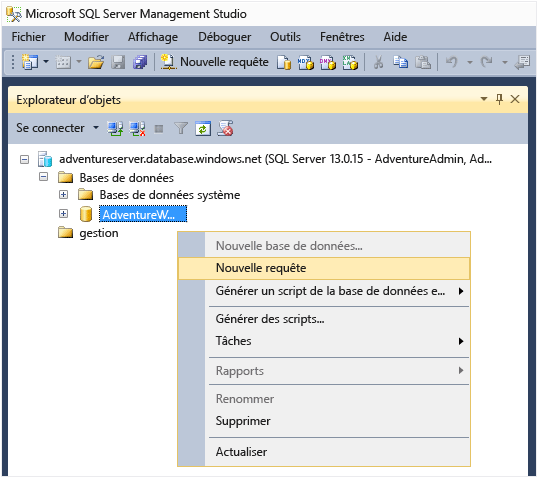 Microsoft SQL Server Management Studio
Fichier Modifier Affichage Déboguer Outils Fenêtres Aide
Nouvelle requête
Explorateur d'objets
Se connecter
adventureserver.database.windows.net (SQL Server 13.0.15 - AdventureAdmin, Ad...
Bases de données
Bases de données système
AdventureW...
gestion
Nouvelle base de données...
Nouvelle requête
Générer un script de la base de données e...
Générer des scripts...
Tâches
Rapports
Renommer
Supprimer
Actualiser